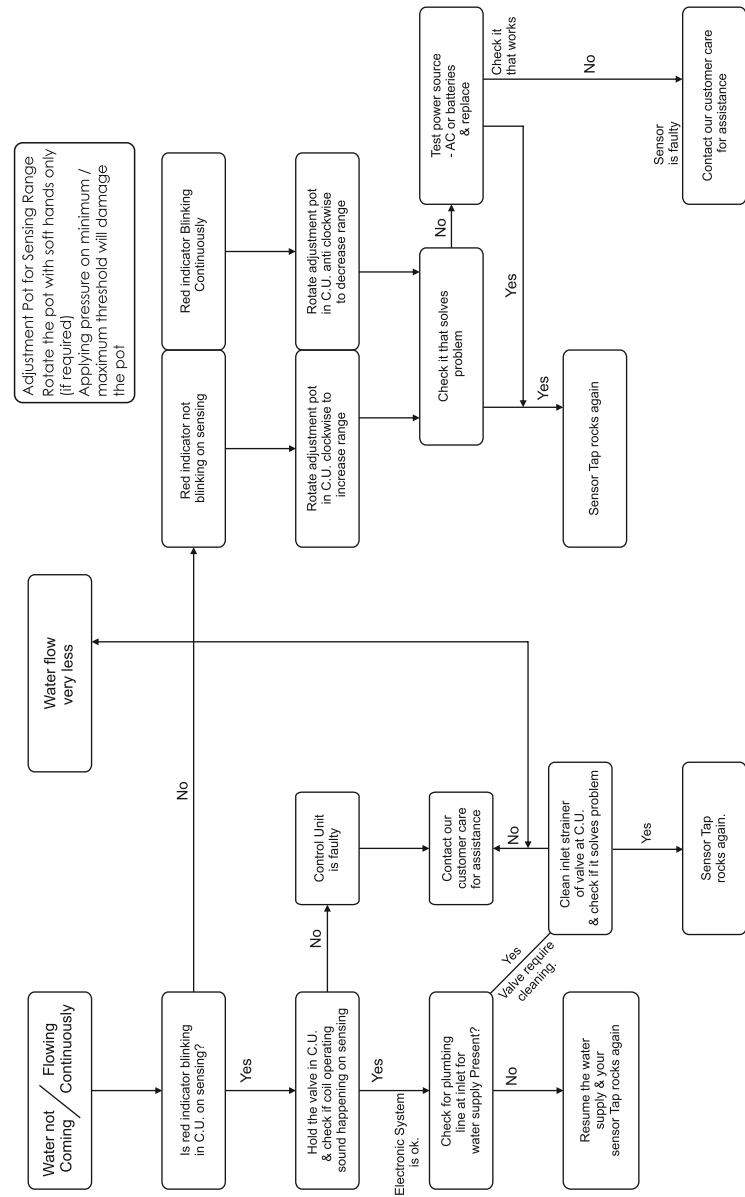 Water not Coming / Flowing Continuously
Is red indicator blinking
in C.U. on sensing?
Yes
No
Hold the valve in C.U.
& check if coil operating
sound happening on sensing
Yes
No
Electronic System
is ok.
Check for plumbing
line at inlet for
water supply Present?
No
Yes
Valve require
cleaning.
Resume the water
supply & your
sensor Tap rocks again
Control Unit
is faulty
Contact our
customer care
for assistance
No
Clean inlet strainer
of valve at C.U.
& check if it solves problem
Yes
Sensor Tap
rocks again.
Water flow
very less
Adjustment Pot for Sensing Range
Rotate the pot with soft hands only
(if required)
Applying pressure on minimum /
maximum threshold will damage
the pot
Red indicator not
blinking on sensing
Red indicator Blinking
Continuously
Rotate adjustment pot
in C.U. clockwise to
increase range
Rotate adjustment pot
in C.U. anti clockwise
to decrease range
Check it that solves
problem
No
Yes
Yes
Sensor Tap rocks again
Test power source
- AC or batteries
& replace
Check it
that works
No
Sensor
is faulty
Contact our customer care
for assistance